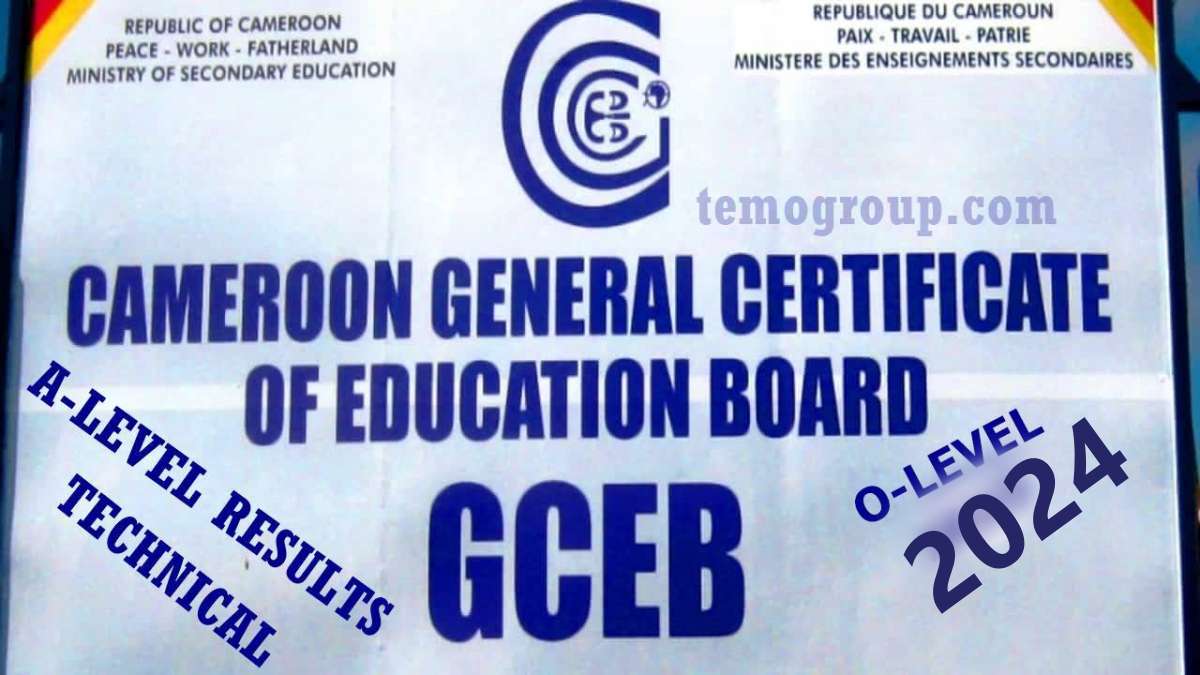 REPUBLIC OF CAMEROON
PEACE - WORK - FATHERLAND
MINISTRY OF SECONDARY EDUCATION
REPUBLIQUE DU CAMEROUN
PAIX - TRAVAIL - PATRIE
MINISTERE DES ENSEIGNEMENTS SECONDAIRES
temogroup.com
CAMEROON GENERAL CERTIFICATE
OF EDUCATION BOARD
GCEB
A-LEVEL RESULTS
TECHNICAL
O-LEVEL
2024